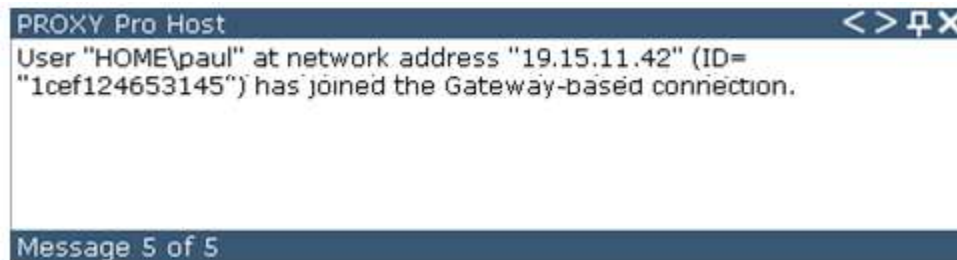 PROXY Pro Host
User "HOME\paul" at network address "19.15.11.42" (ID=
"1cef124653145") has joined the Gateway-based connection.
Message 5 of 5